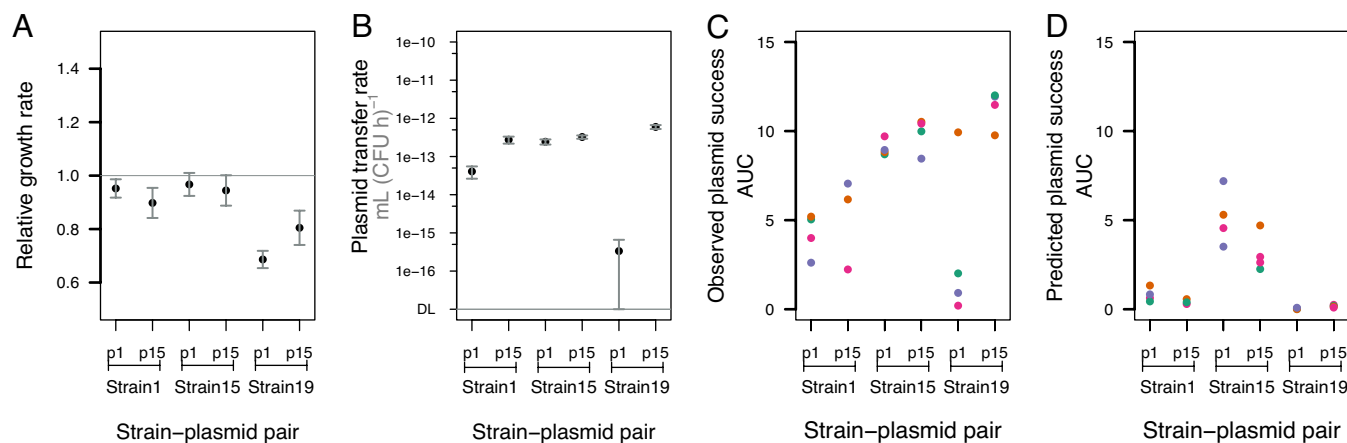 A
Relative growth rate
1.4
1.2
1.0
0.8
0.6
p1 p15 p1 p15 p1 p15
Strain1 Strain15 Strain19
Strain−plasmid pair
B
Plasmid transfer rate
mL (CFU h)−1
1e−10
1e−11
1e−12
1e−13
1e−14
1e−15
1e−16
DL
p1 p15 p1 p15 p1 p15
Strain1 Strain15 Strain19
Strain−plasmid pair
C
Observed plasmid success
AUC
15
10
5
0
p1 p15 p1 p15 p1 p15
Strain1 Strain15 Strain19
Strain−plasmid pair
D
Predicted plasmid success
AUC
15
10
5
0
p1 p15 p1 p15 p1 p15
Strain1 Strain15 Strain19
Strain−plasmid pair